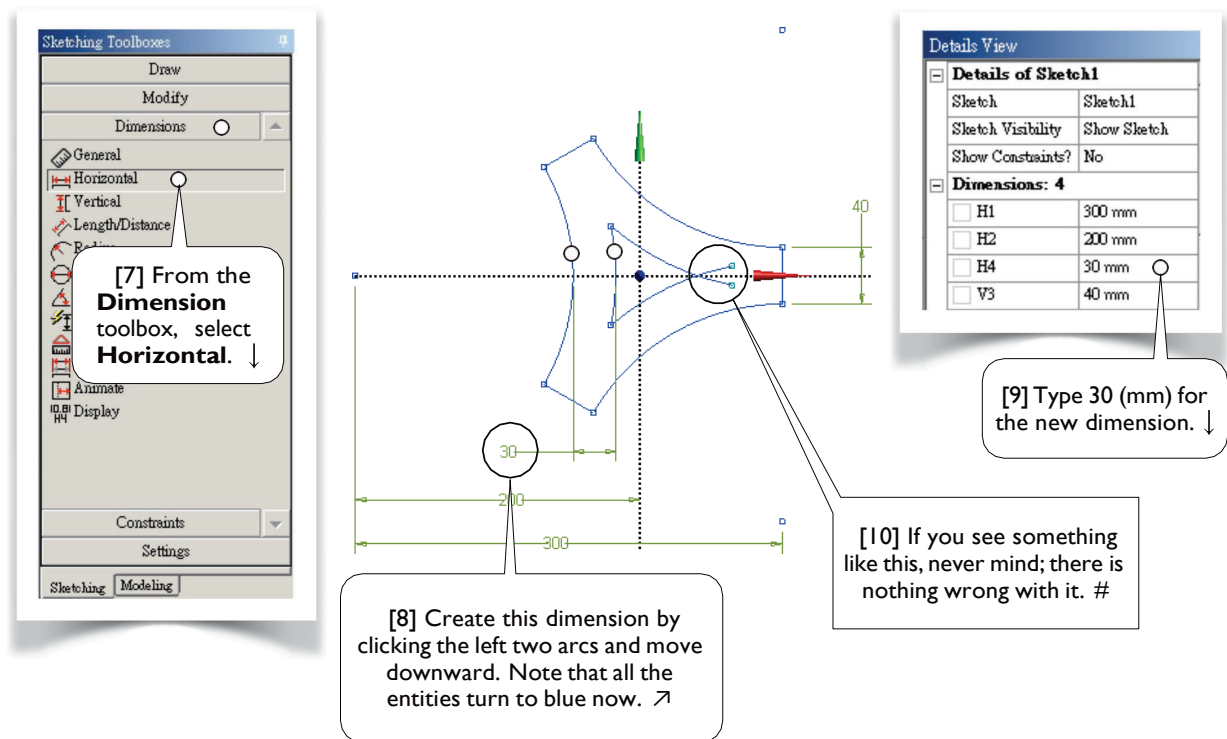 Sketching Toolboxes
Draw
Modify
Dimensions
General
Horizontal
Vertical
Length/Distance
[7] From the
Dimension
toolbox, select
Horizontal. ↓
Animate
Display
Constraints
Settings
Sketching Modeling
40
30
200
300
[8] Create this dimension by
clicking the left two arcs and move
downward. Note that all the
entities turn to blue now. ↗
Details View
Details of Sketch1
Sketch Sketch1
Sketch Visibility Show Sketch
Show Constraints? No
Dimensions: 4
H1 300 mm
H2 200 mm
H4 30 mm
V3 40 mm
[9] Type 30 (mm) for
the new dimension. ↓
[10] If you see something
like this, never mind; there is
nothing wrong with it. #